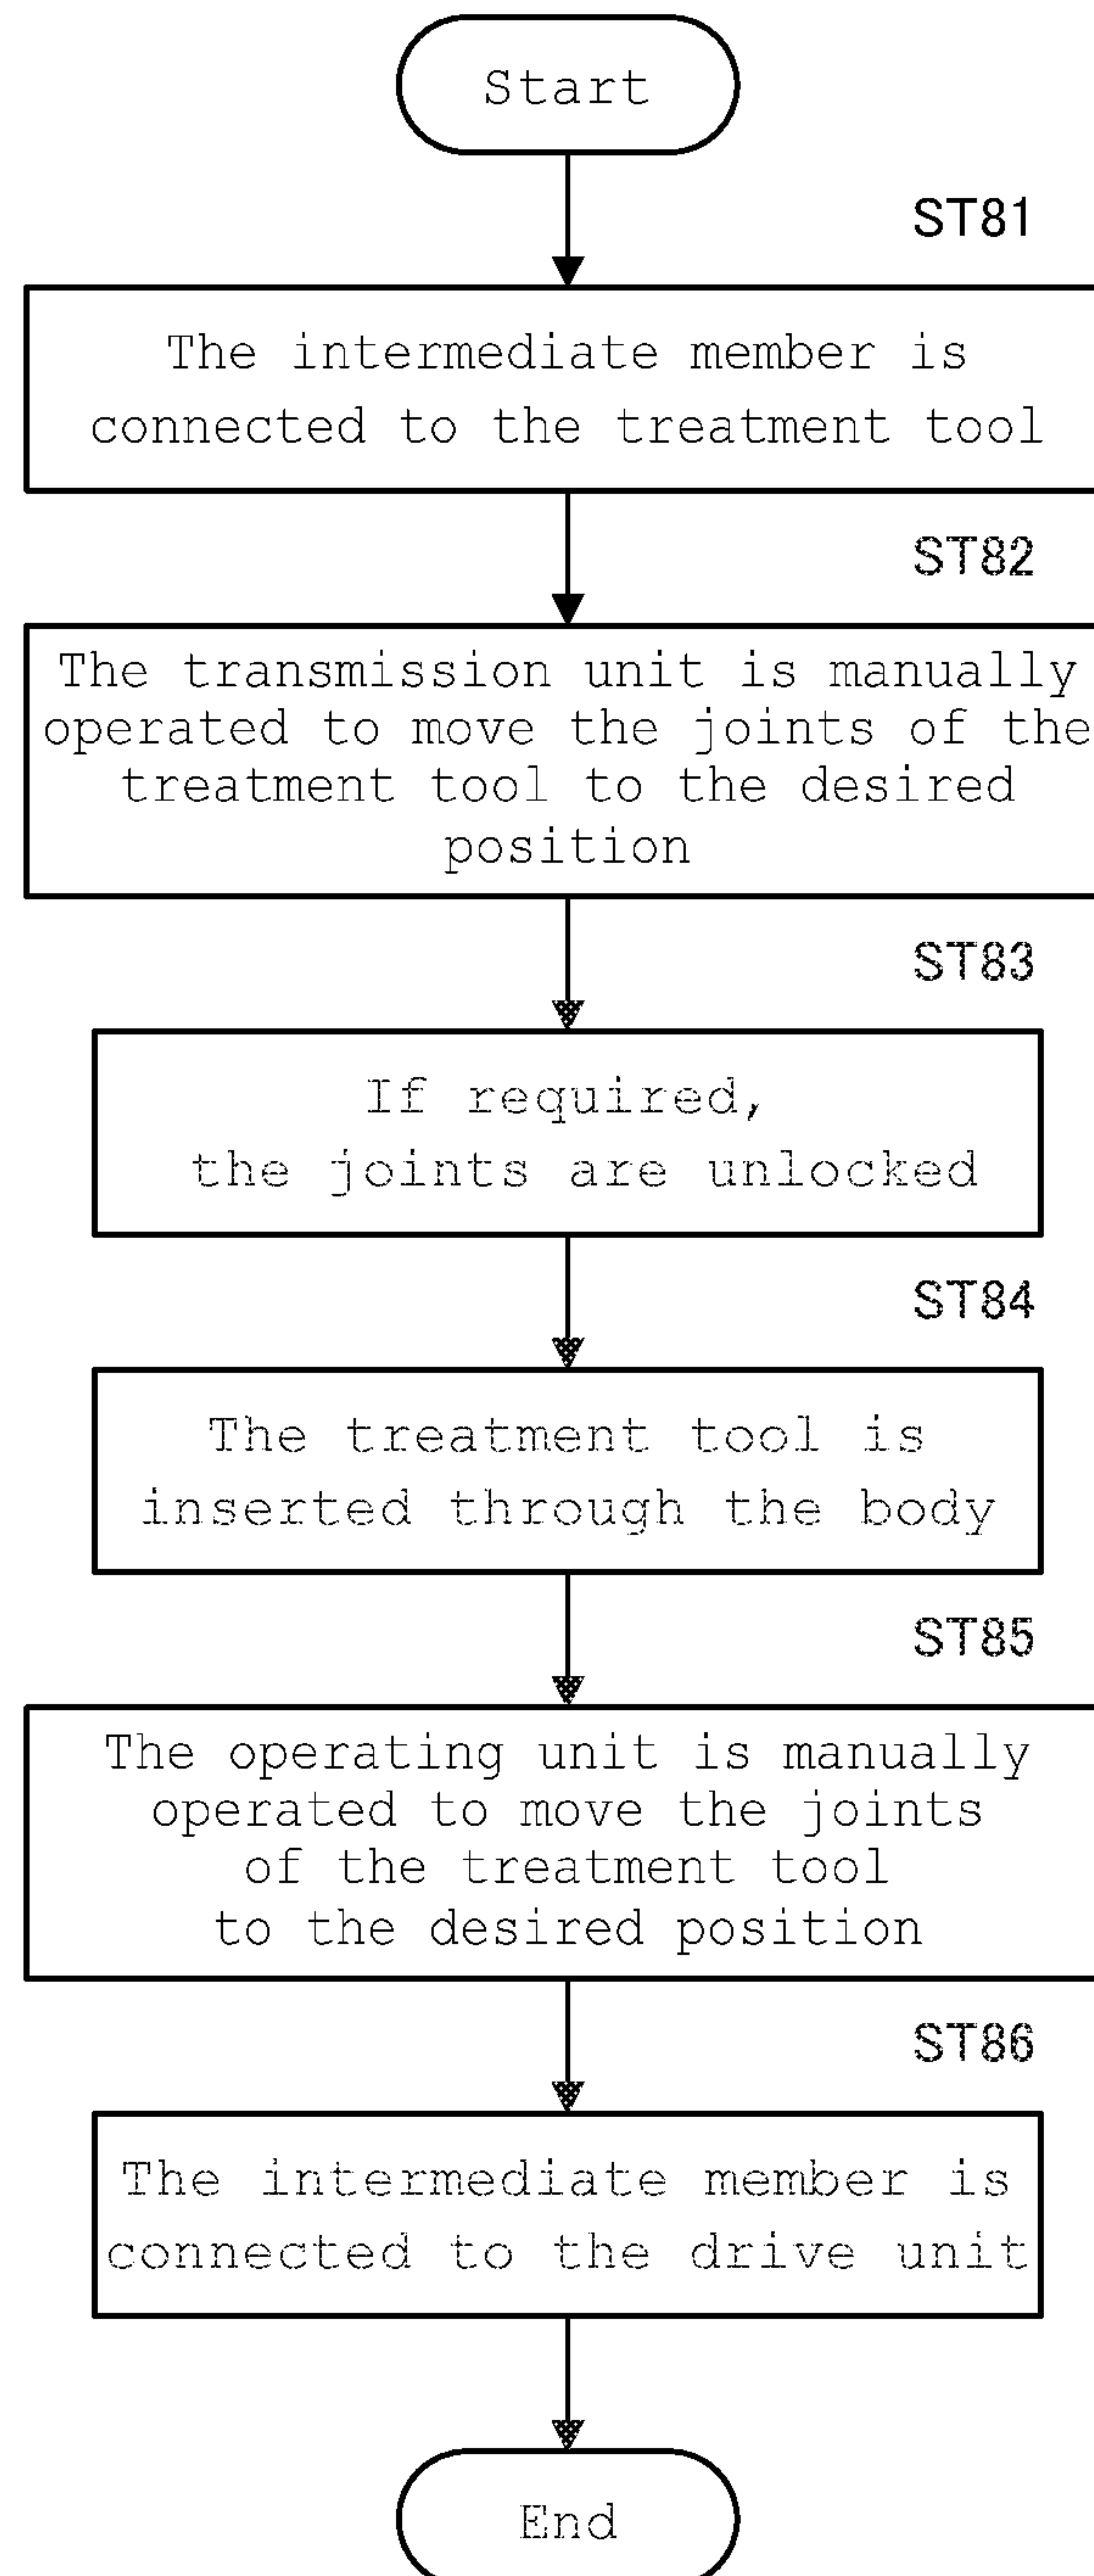 Start
ST81
The intermediate member is
connected to the treatment tool
ST82
The transmission unit is manually
operated to move the joints of the
treatment tool to the desired
position
ST83
If required,
the joints are unlocked
ST84
The treatment tool is
inserted through the body
ST85
The operating unit is manually
operated to move the joints
of the treatment tool
to the desired position
ST86
The intermediate member is
connected to the drive unit
End